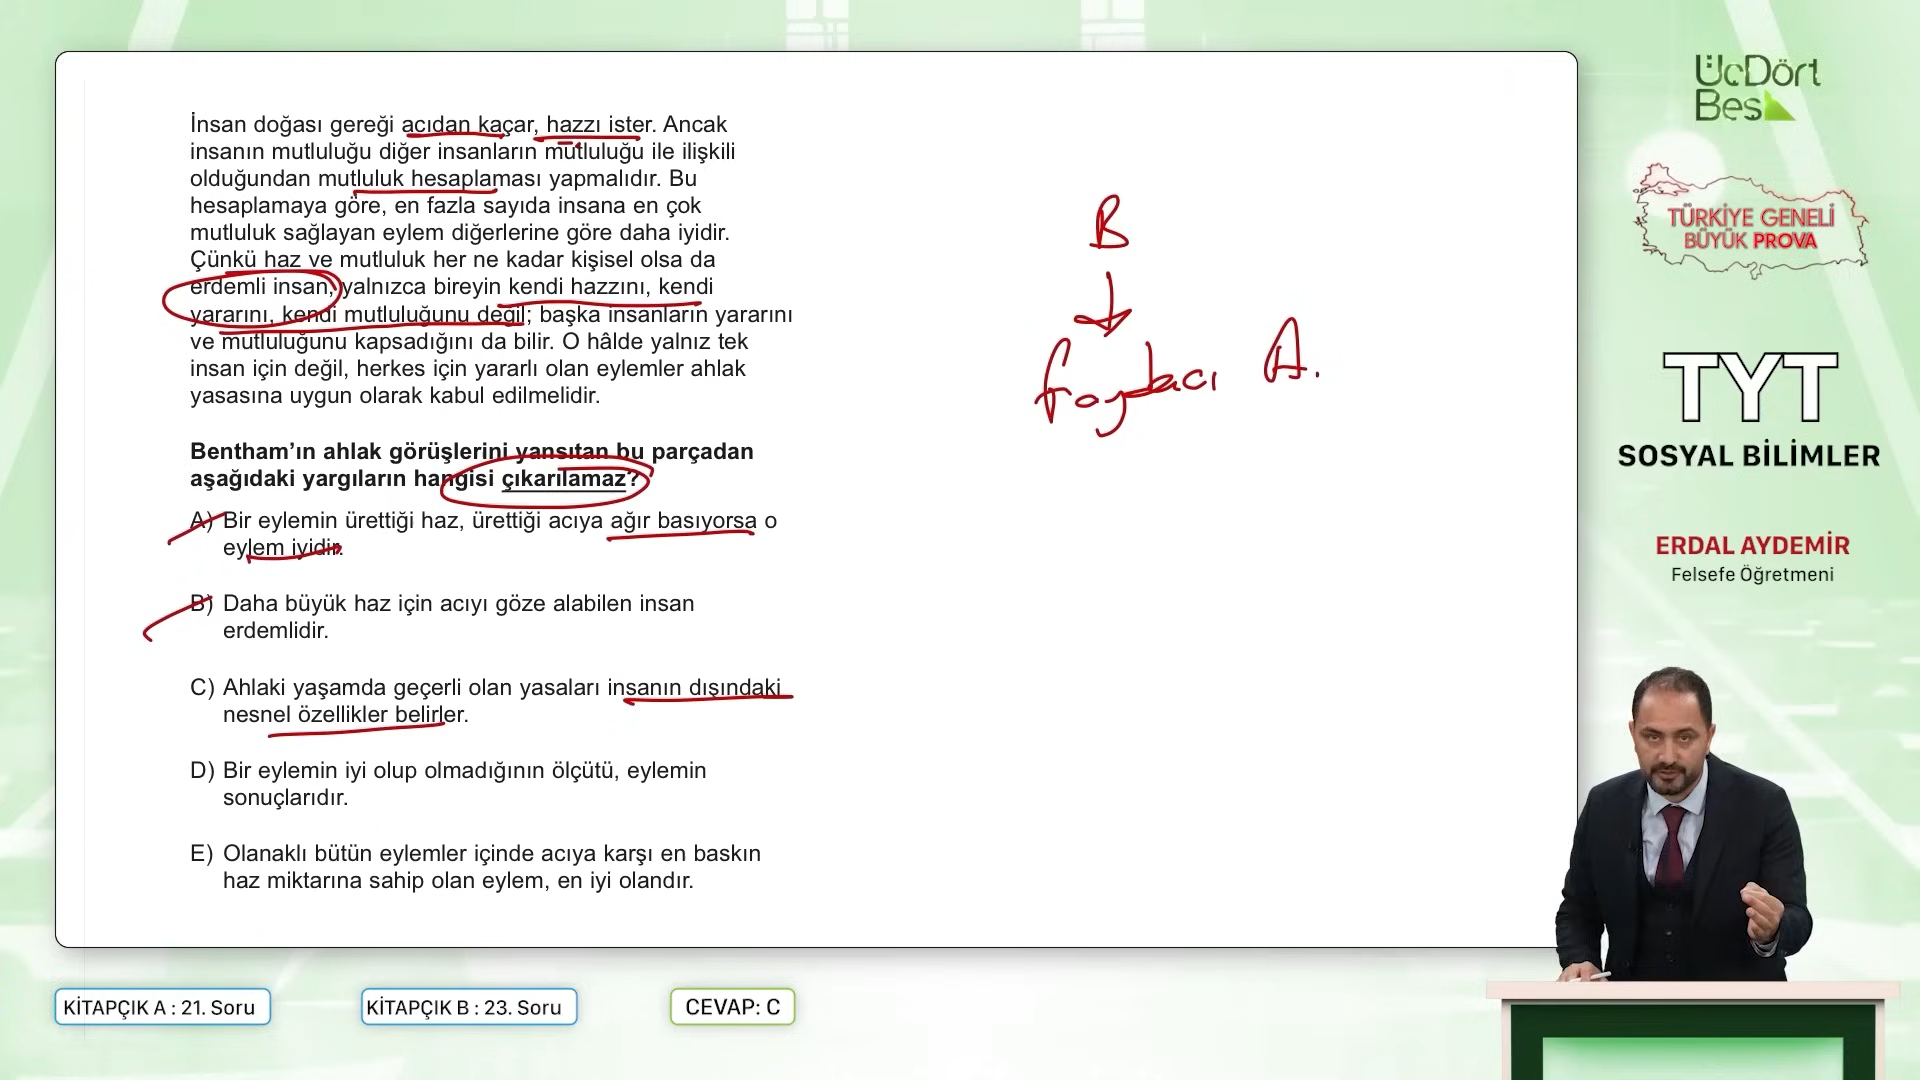 İnsan doğası gereği acıdan kaçar, hazzı ister. Ancak
insanın mutluluğu diğer insanların mutluluğu ile ilişkili
olduğundan mutluluk hesaplaması yapmalıdır. Bu
hesaplamaya göre, en fazla sayıda insana en çok
mutluluk sağlayan eylem diğerlerine göre daha iyidir.
Çünkü haz ve mutluluk her ne kadar kişisel olsa da
erdemli insan, yalnızca bireyin kendi hazzını, kendi
yararını, kendi mutluluğunu değil; başka insanların yararını
ve mutluluğunu kapsadığını da bilir. O hâlde yalnız tek
insan için değil, herkes için yararlı olan eylemler ahlak
yasasına uygun olarak kabul edilmelidir.
Bentham’ın ahlak görüşlerini yansıtan bu parçadan
aşağıdaki yargıların hangisi çıkarılamaz?
A) Bir eylemin ürettiği haz, ürettiği acıya ağır basıyorsa o
eylem iyidir.
B) Daha büyük haz için acıyı göze alabilen insan
erdemlidir.
C) Ahlaki yaşamda geçerli olan yasaları insanın dışındaki
nesnel özellikler belirler.
D) Bir eylemin iyi olup olmadığının ölçütü, eylemin
sonuçlarıdır.
E) Olanaklı bütün eylemler içinde acıya karşı en baskın
haz miktarına sahip olan eylem, en iyi olandır.
B
faydacı A.
ÜçDört
Beş
TÜRKİYE GENELİ
BÜYÜK PROVA
TYT
SOSYAL BİLİMLER
ERDAL AYDEMİR
Felsefe Öğretmeni
KİTAPÇIK A : 21. Soru
KİTAPÇIK B : 23. Soru
CEVAP: C